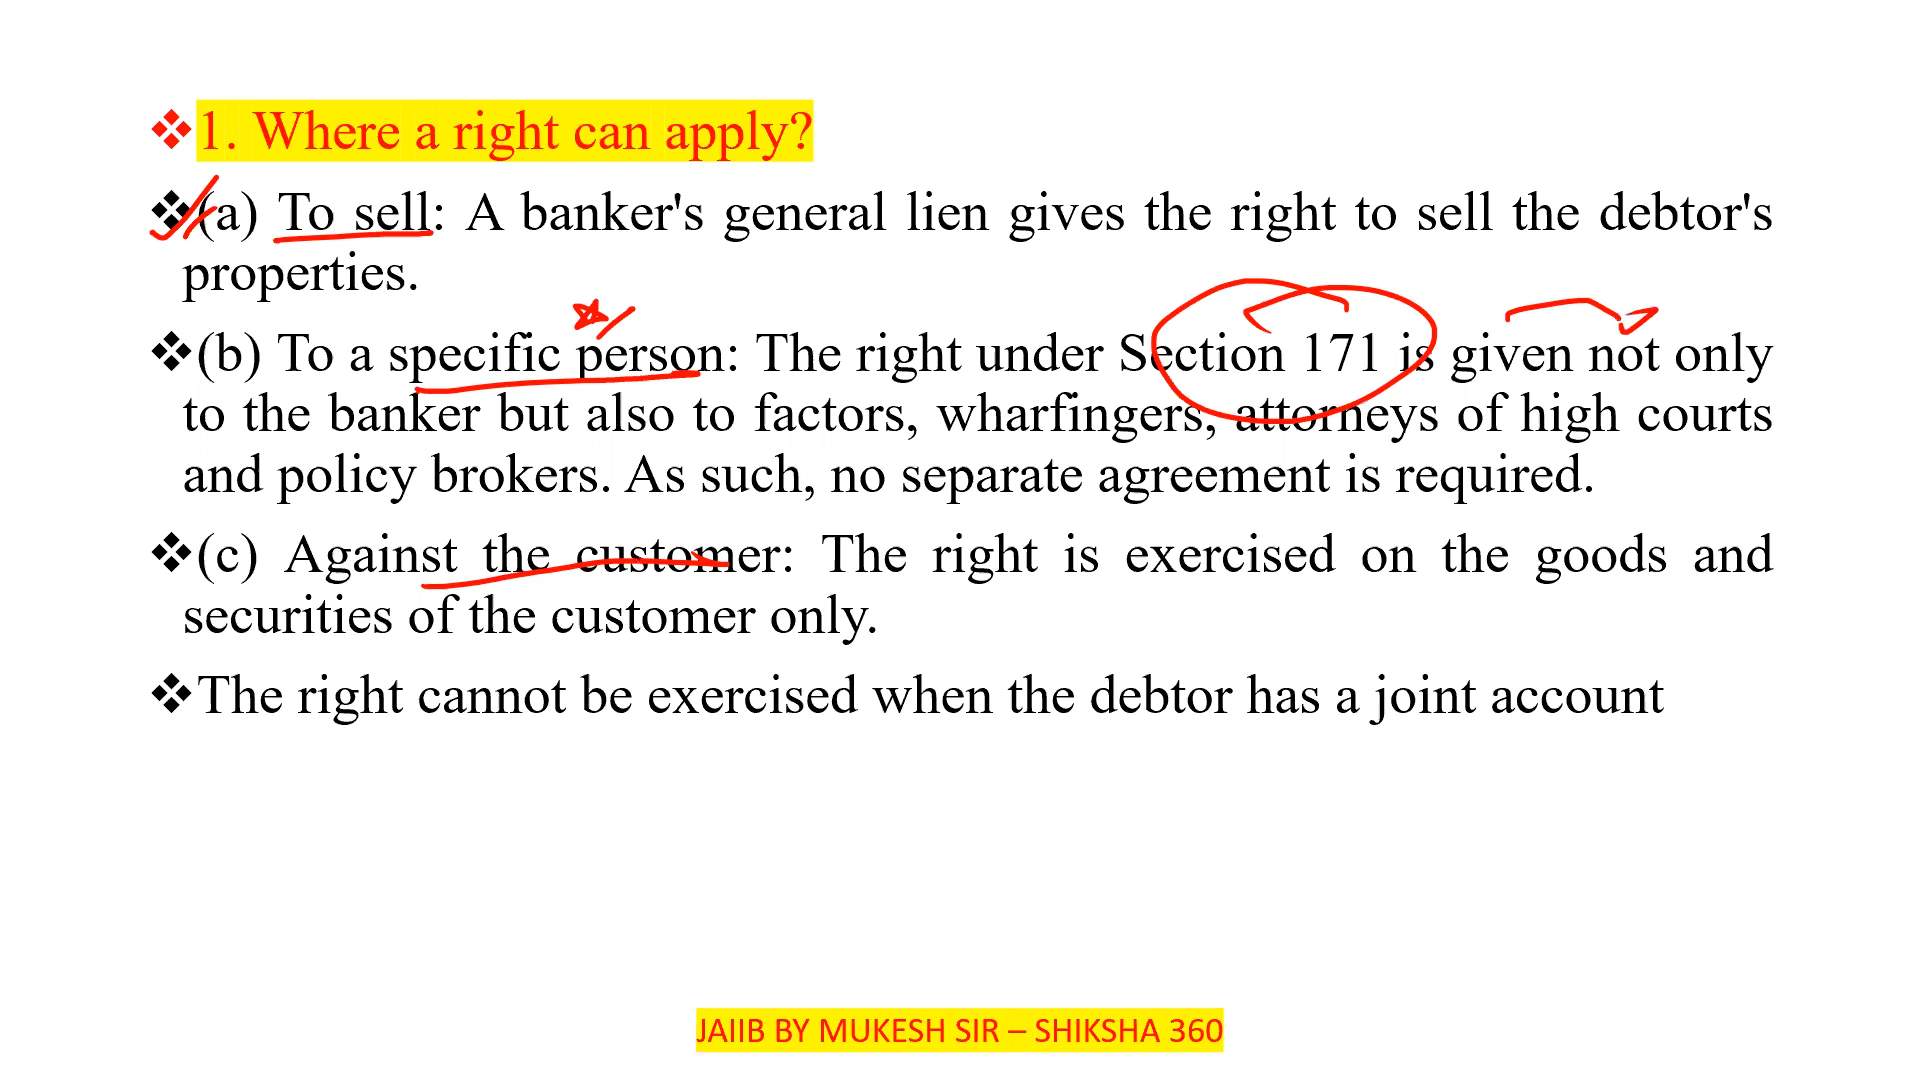 ❖1. Where a right can apply?
❖(a) To sell: A banker's general lien gives the right to sell the debtor's
properties.
❖(b) To a specific person: The right under Section 171 is given not only
to the banker but also to factors, wharfingers, attorneys of high courts
and policy brokers. As such, no separate agreement is required.
❖(c) Against the customer: The right is exercised on the goods and
securities of the customer only.
❖The right cannot be exercised when the debtor has a joint account
JAIIB BY MUKESH SIR – SHIKSHA 360